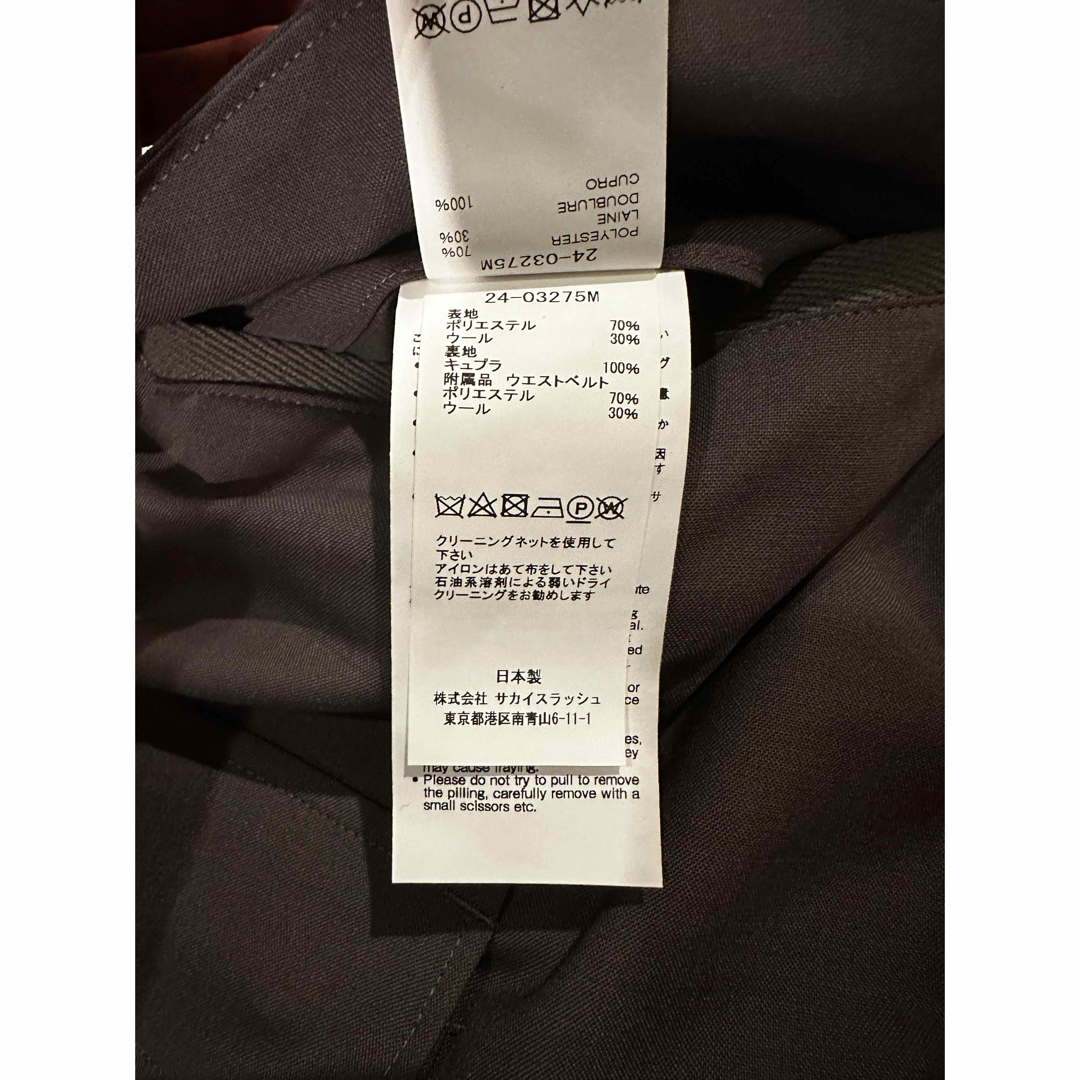 CUPRO
DOUBLURE 100%
LAINE 30%
POLYESTER 70%
24-03275M
24-03275M
表地
ポリエステル 70%
ウール 30%
裏地
キュプラ 100%
附属品 ウエストベルト
ポリエステル 70%
ウール 30%
P W
クリーニングネットを使用して
下さい
アイロンはあて布をして下さい
石油系溶剤による弱いドライ
クリーニングをお勧めします
日本製
株式会社 サカイスラッシュ
東京都港区南青山6-11-1
may cause fraying.
• Please do not try to pull to remove
the pilling, carefully remove with a
small scissors etc.